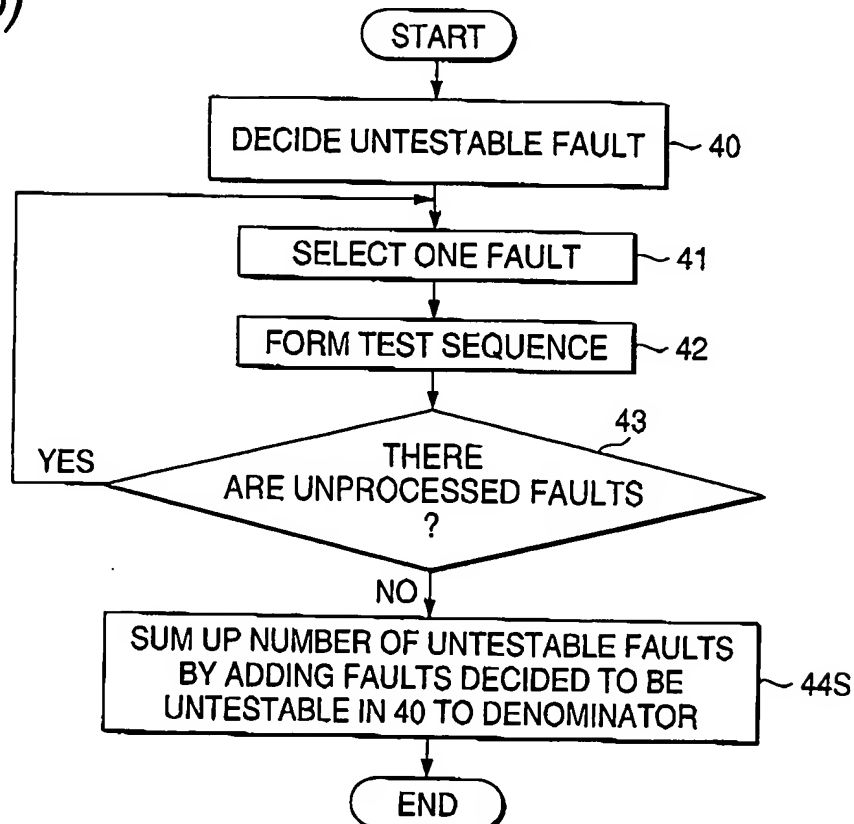 START
DECIDE UNTESTABLE FAULT
40
SELECT ONE FAULT
41
FORM TEST SEQUENCE
42
43
THERE
ARE UNPROCESSED FAULTS
?
YES
NO
SUM UP NUMBER OF UNTESTABLE FAULTS
BY ADDING FAULTS DECIDED TO BE
UNTESTABLE IN 40 TO DENOMINATOR
44S
END